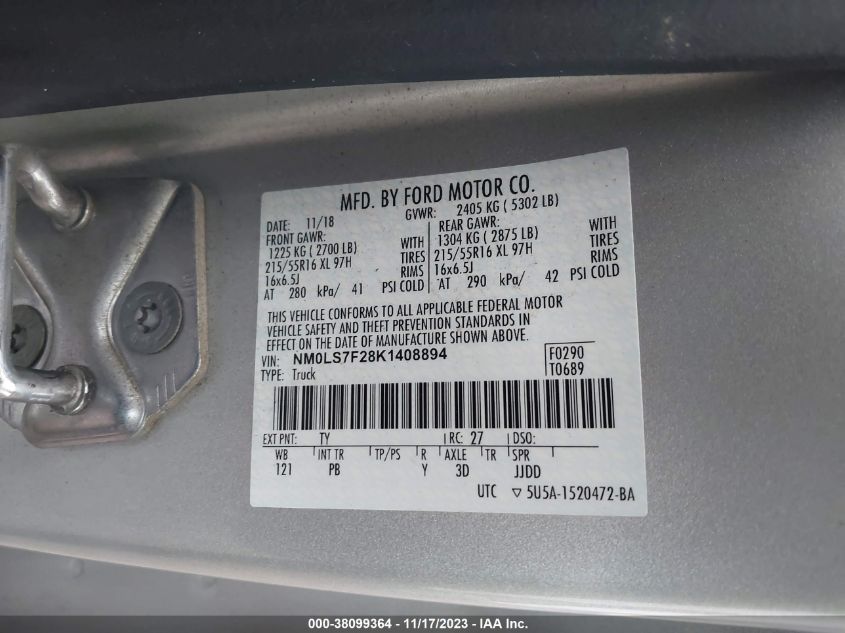 MFD. BY FORD MOTOR CO.
DATE: 11/18 GVWR: 2405 KG ( 5302 LB)
FRONT GAWR: REAR GAWR:
1225 KG ( 2700 LB) WITH 1304 KG ( 2875 LB) WITH
215/55R16 XL 97H TIRES 215/55R16 XL 97H TIRES
16x6.5J RIMS 16x6.5J RIMS
AT 280 kPa/ 41 PSI COLD AT 290 kPa/ 42 PSI COLD
THIS VEHICLE CONFORMS TO ALL APPLICABLE FEDERAL MOTOR
VEHICLE SAFETY AND THEFT PREVENTION STANDARDS IN
EFFECT ON THE DATE OF MANUFACTURE SHOWN ABOVE.
VIN: NM0LS7F28K1408894 F0290
TYPE: Truck T0689
EXT PNT: TY RC: 27 DSO:
WB INT TR TP/PS R AXLE TR SPR
121 PB Y 3D JJDD
UTC ▽ 5U5A-1520472-BA
000-38099364 - 11/17/2023 - IAA Inc.